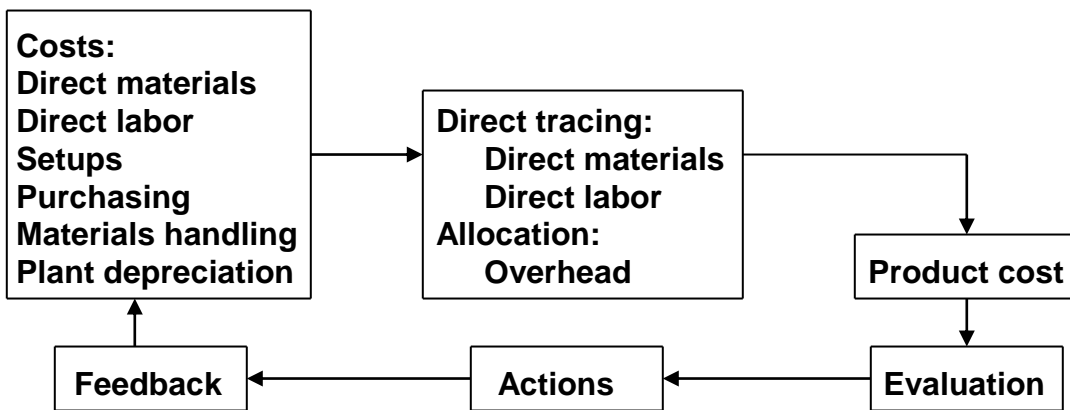 Costs:
Direct materials
Direct labor
Setups
Purchasing
Materials handling
Plant depreciation
Direct tracing:
Direct materials
Direct labor
Allocation:
Overhead
Product cost
Evaluation
Actions
Feedback